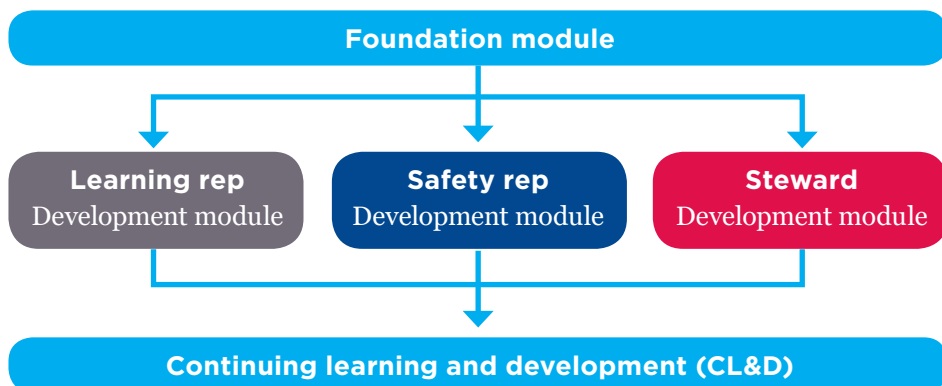 Foundation module
Learning rep
Development module
Safety rep
Development module
Steward
Development module
Continuing learning and development (CL&D)